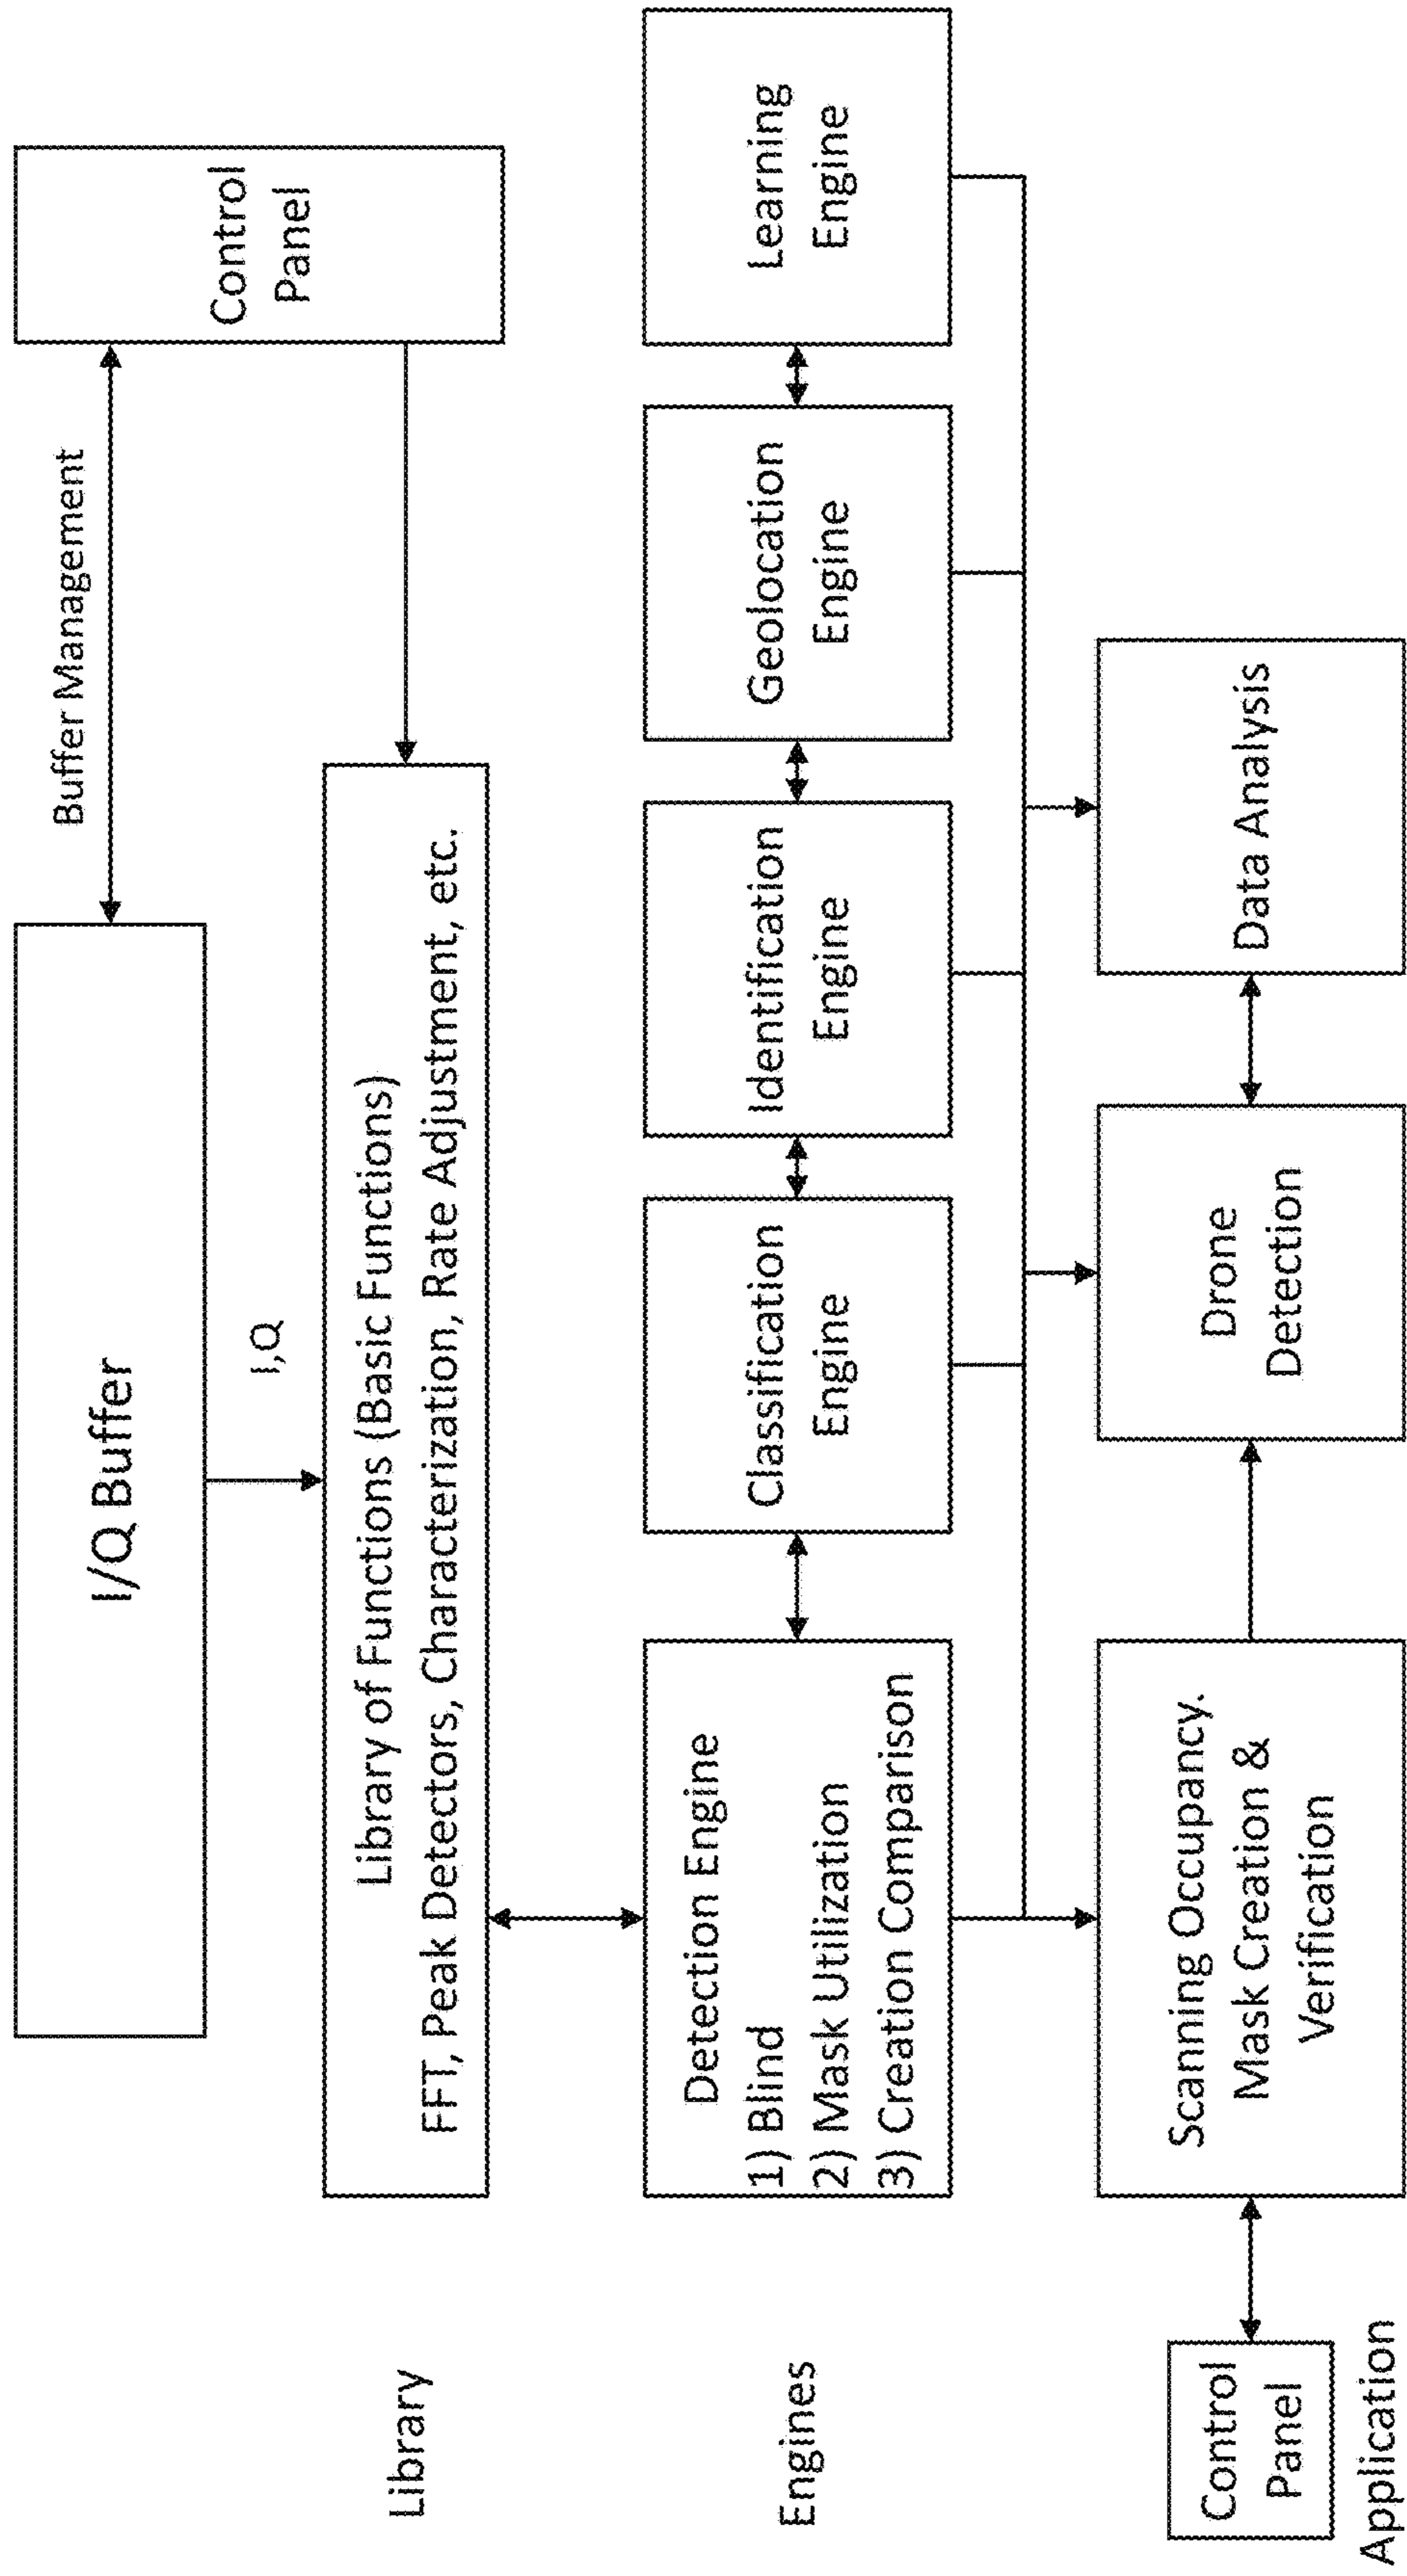 I/Q Buffer
Buffer Management
Control
Panel
I,Q
Library
Library of Functions (Basic Functions)
FFT, Peak Detectors, Characterization, Rate Adjustment, etc.
Engines
Detection Engine
1) Blind
2) Mask Utilization
3) Creation Comparison
Classification
Engine
Identification
Engine
Geolocation
Engine
Learning
Engine
Control
Panel
Application
Scanning Occupancy.
Mask Creation &
Verification
Drone
Detection
Data Analysis